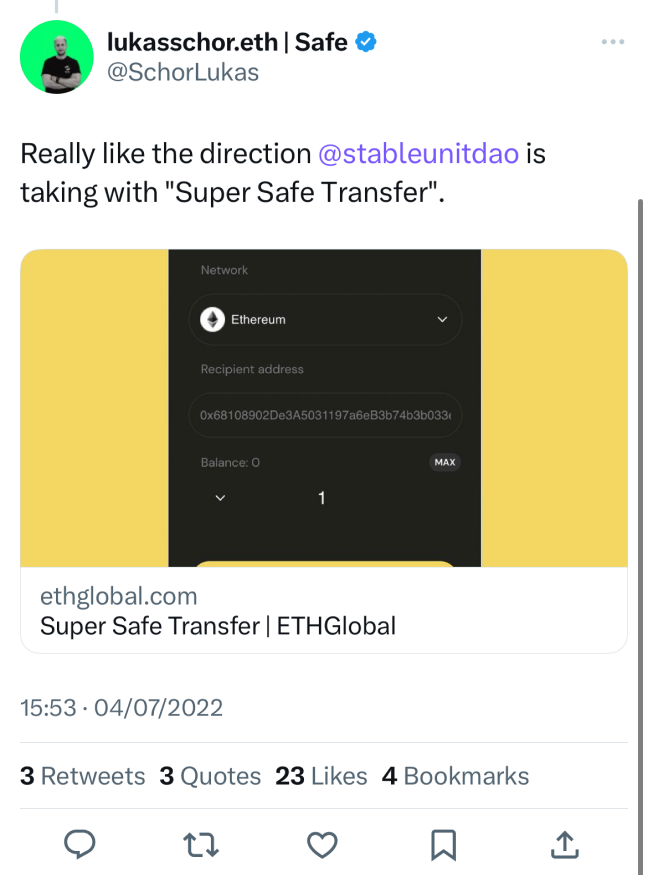 lukasschor.eth | Safe
@SchorLukas
Really like the direction @stableunitdao is
taking with "Super Safe Transfer".
Network
Ethereum
Recipient address
0x68108902De3A5031197a6eB3b74b3b033e
Balance: 0
MAX
1
ethglobal.com
Super Safe Transfer | ETHGlobal
15:53 · 04/07/2022
3 Retweets 3 Quotes 23 Likes 4 Bookmarks